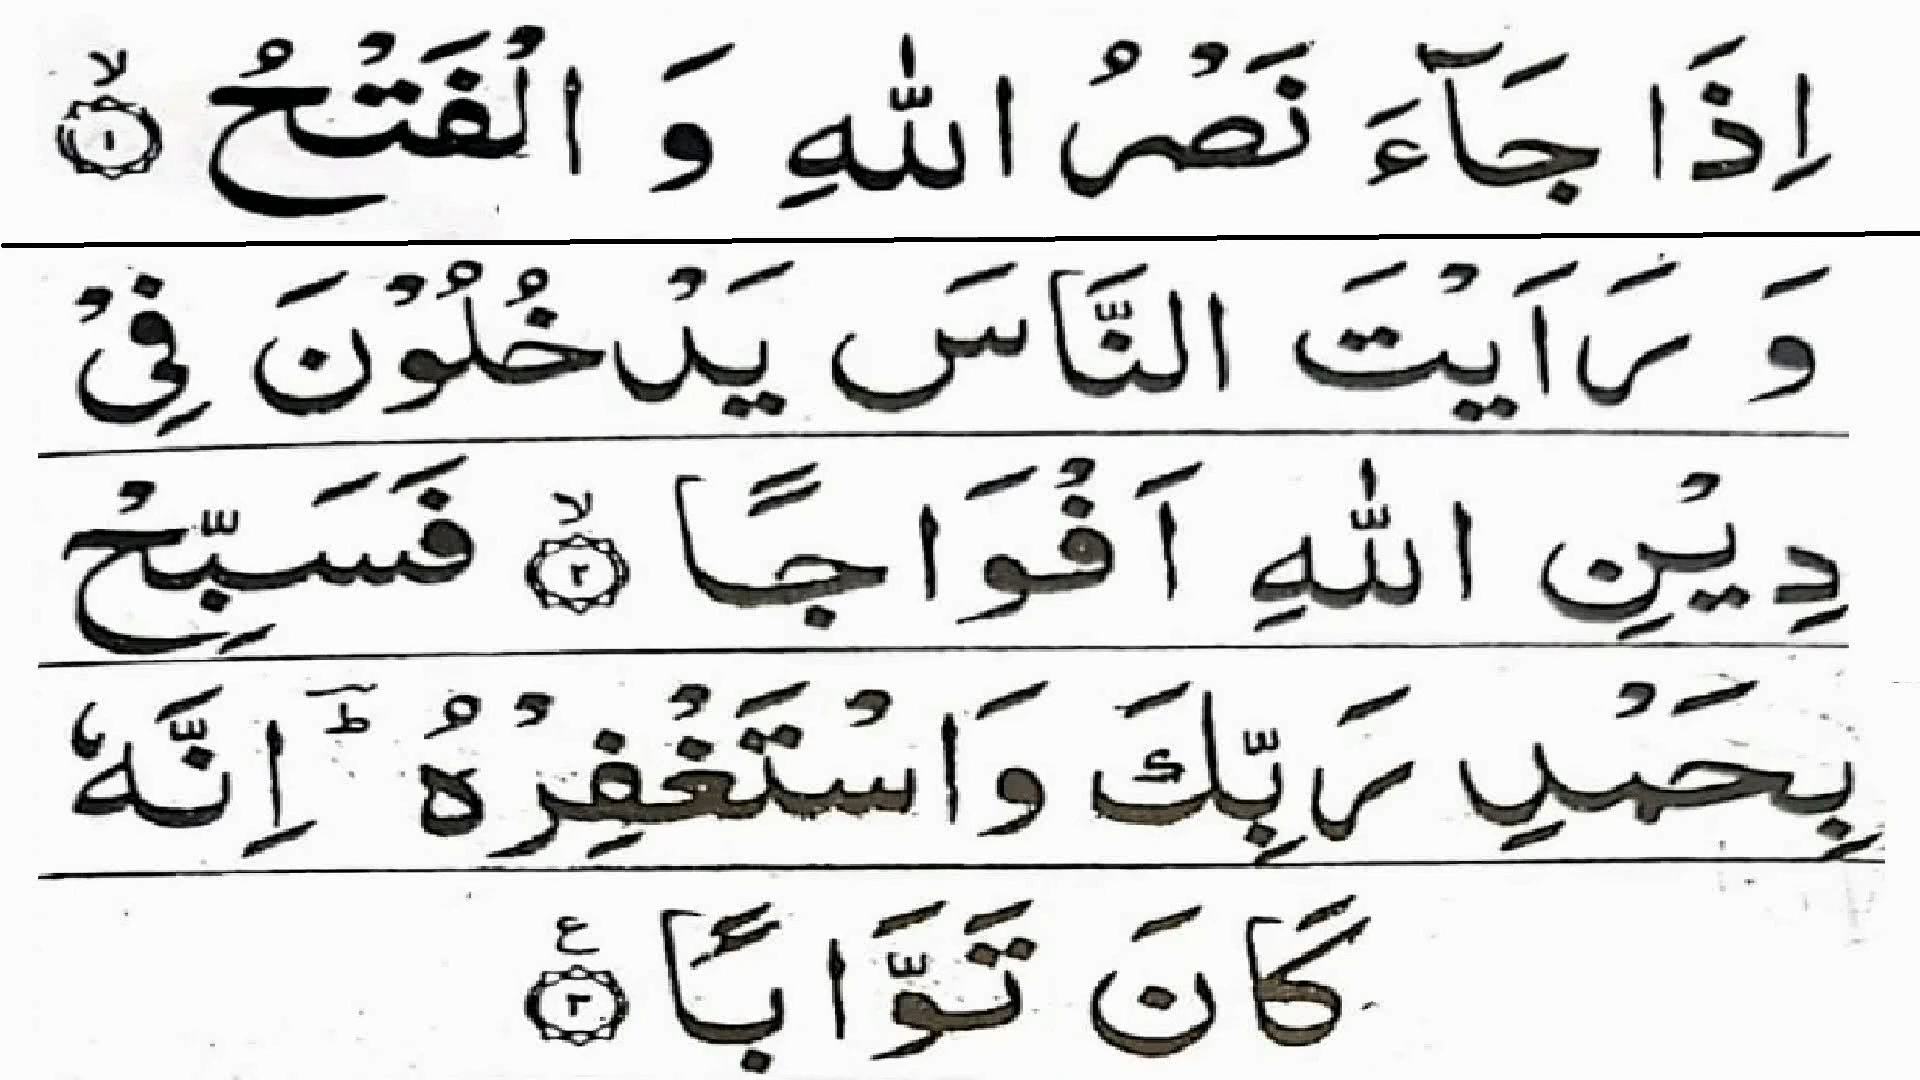 اِذَا جَآءَ نَصْرُ اللّٰهِ وَ الْفَتْحُ ۙ﴿۱﴾
وَ رَاَيْتَ النَّاسَ يَدْخُلُوْنَ فِيْ
دِيْنِ اللّٰهِ اَفْوَاجًا ۙ﴿۲﴾ فَسَبِّحْ
بِحَمْدِ رَبِّكَ وَاسْتَغْفِرْهُ ؕ اِنَّهٗ
كَانَ تَوَّابًا ﴿۳﴾ ع